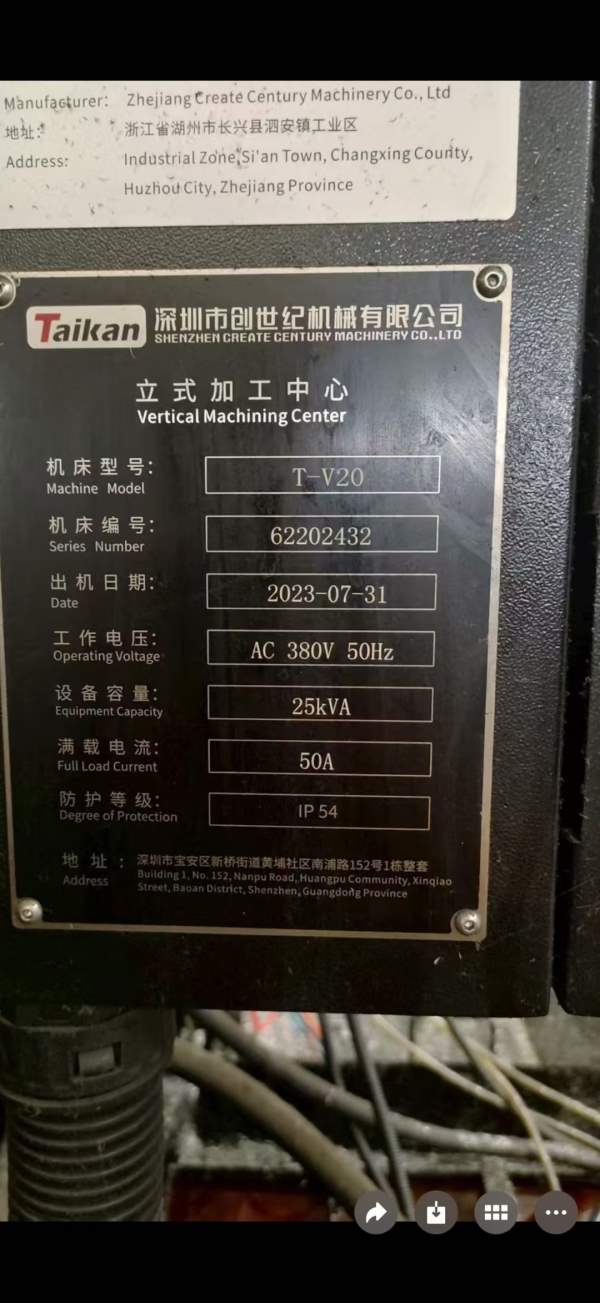 Manufacturer: Zhejiang Create Century Machinery Co., Ltd
地址: 浙江省湖州市长兴县泗安镇工业区
Address: Industrial Zone,Si'an Town, Changxing County,
Huzhou City, Zhejiang Province
Taikan 深圳市创世纪机械有限公司
SHENZHEN CREATE CENTURY MACHINERY CO.,LTD
立式加工中心
Vertical Machining Center
机床型号: T-V20
Machine Model
机床编号: 62202432
Series Number
出机日期: 2023-07-31
Date
工作电压: AC 380V 50Hz
Operating Voltage
设备容量: 25kVA
Equipment Capacity
满载电流: 50A
Full Load Current
防护等级: IP 54
Degree of Protection
地址: 深圳市宝安区新桥街道黄埔社区南浦路152号1栋整套
Address Building 1, No. 152, Nanpu Road, Huangpu Community, Xinqiao
Street, Baoan District, Shenzhen, Guangdong Province